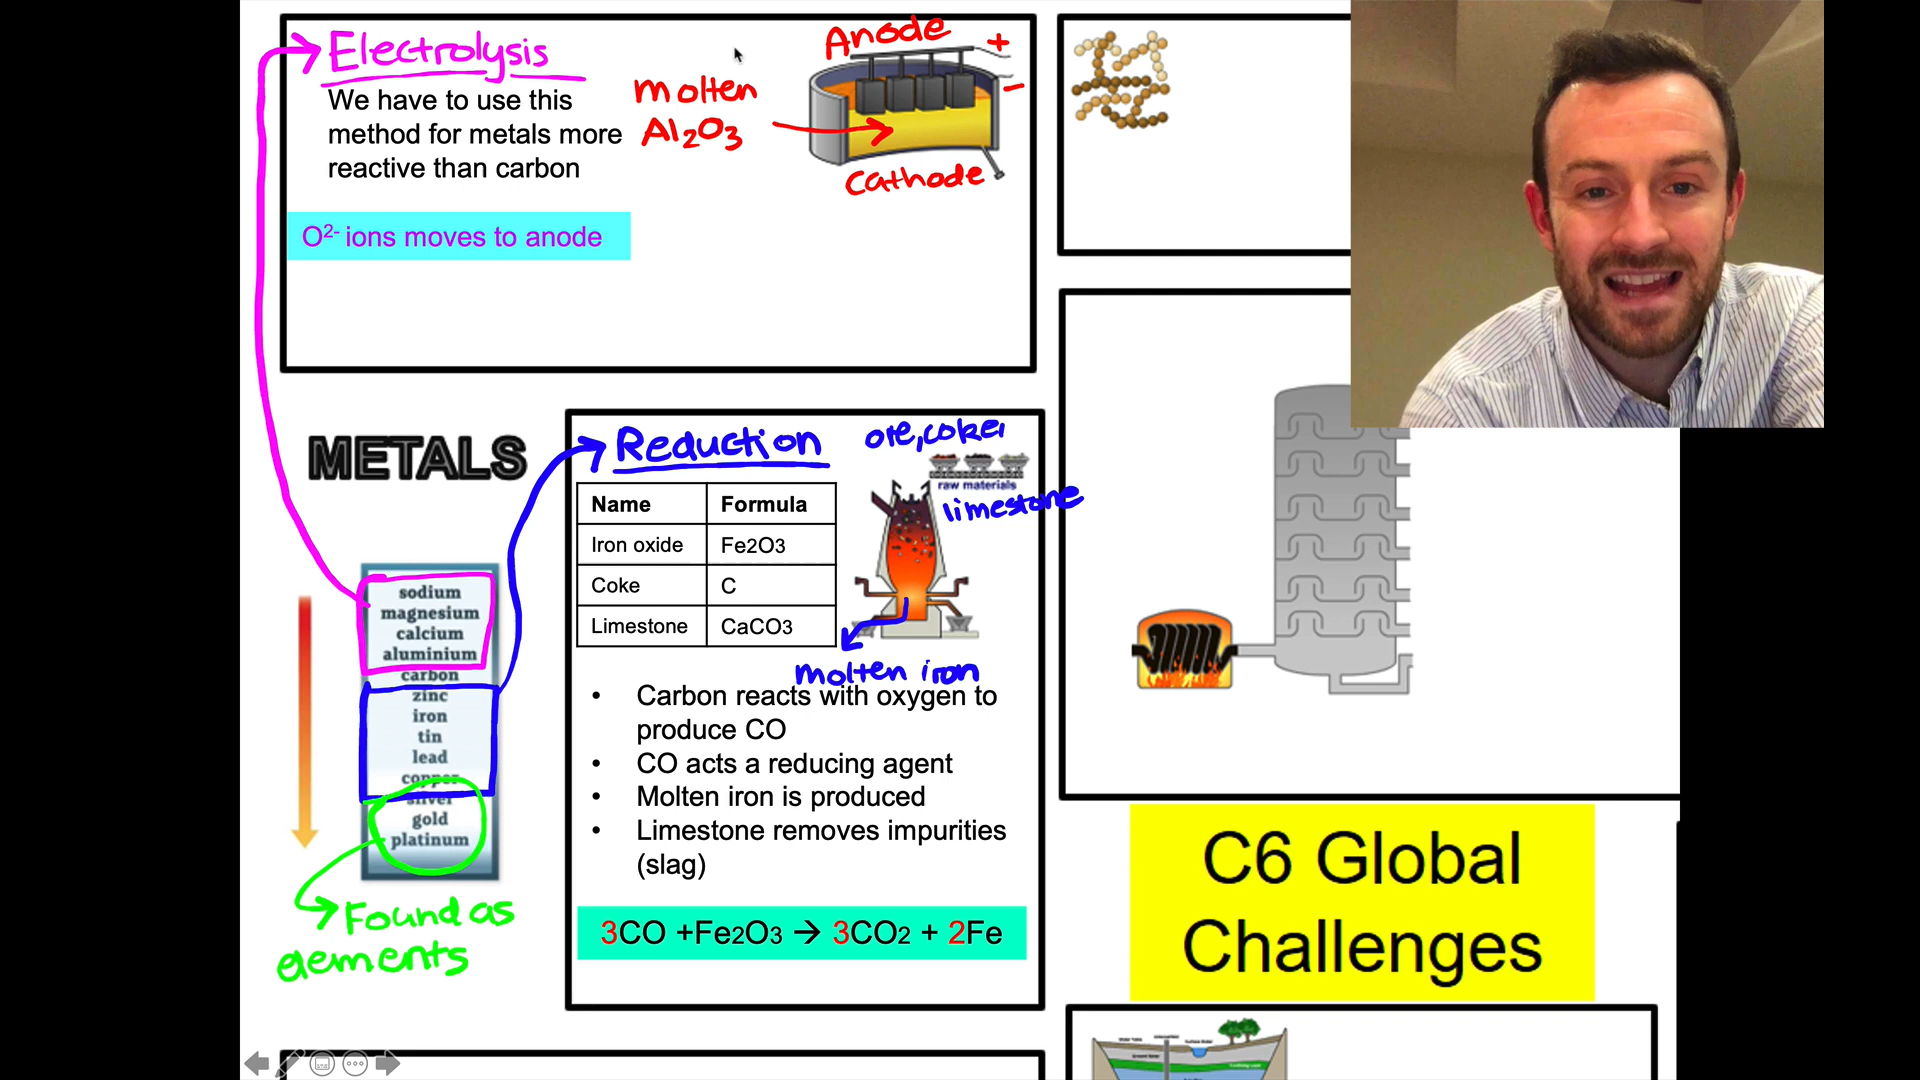 Electrolysis
We have to use this
method for metals more
reactive than carbon
O2- ions moves to anode
Anode
+
-
molten
Al2O3
Cathode
METALS
sodium
magnesium
calcium
aluminium
carbon
zinc
iron
tin
lead
copper
silver
gold
platinum
Found as
elements
Reduction
ore, coke,
raw materials
limestone
Name Formula
Iron oxide Fe2O3
Coke C
Limestone CaCO3
molten iron
• Carbon reacts with oxygen to
produce CO
• CO acts a reducing agent
• Molten iron is produced
• Limestone removes impurities
(slag)
3CO +Fe2O3 → 3CO2 + 2Fe
C6 Global
Challenges